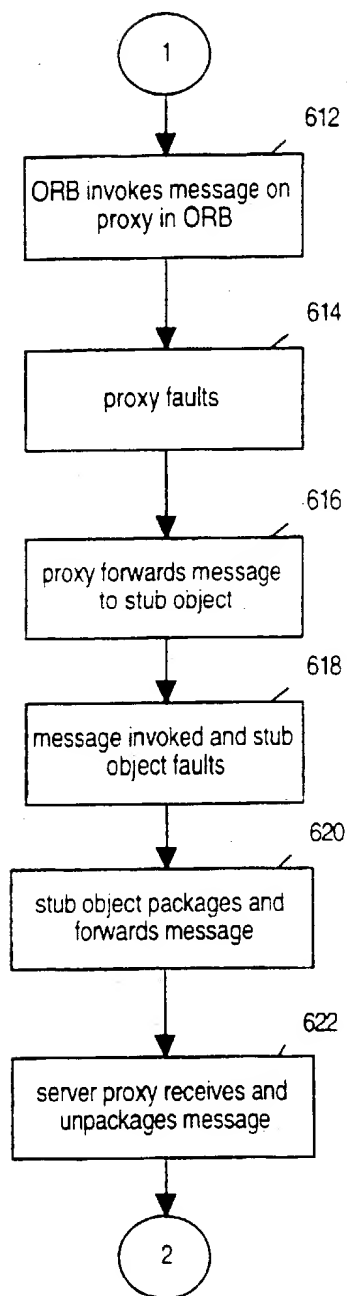 1
612
ORB invokes message on
proxy in ORB
614
proxy faults
616
proxy forwards message
to stub object
618
message invoked and stub
object faults
620
stub object packages and
forwards message
622
server proxy receives and
unpackages message
2